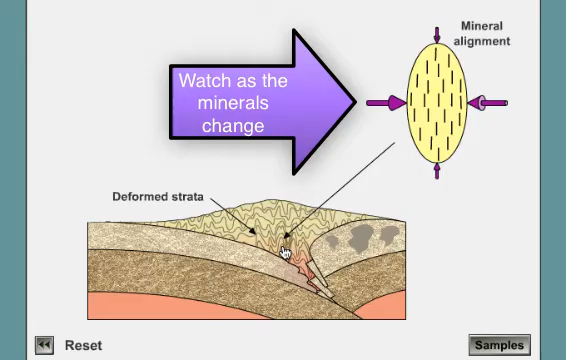 Mineral
alignment
Watch as the
minerals
change
Deformed strata
Reset
Samples